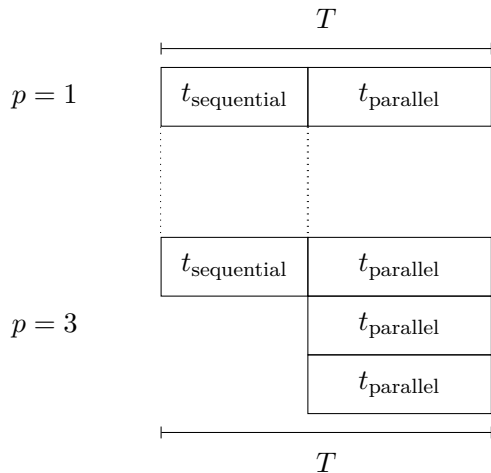 T
p = 1 t_sequential t_parallel
t_sequential t_parallel
p = 3 t_parallel
t_parallel
T